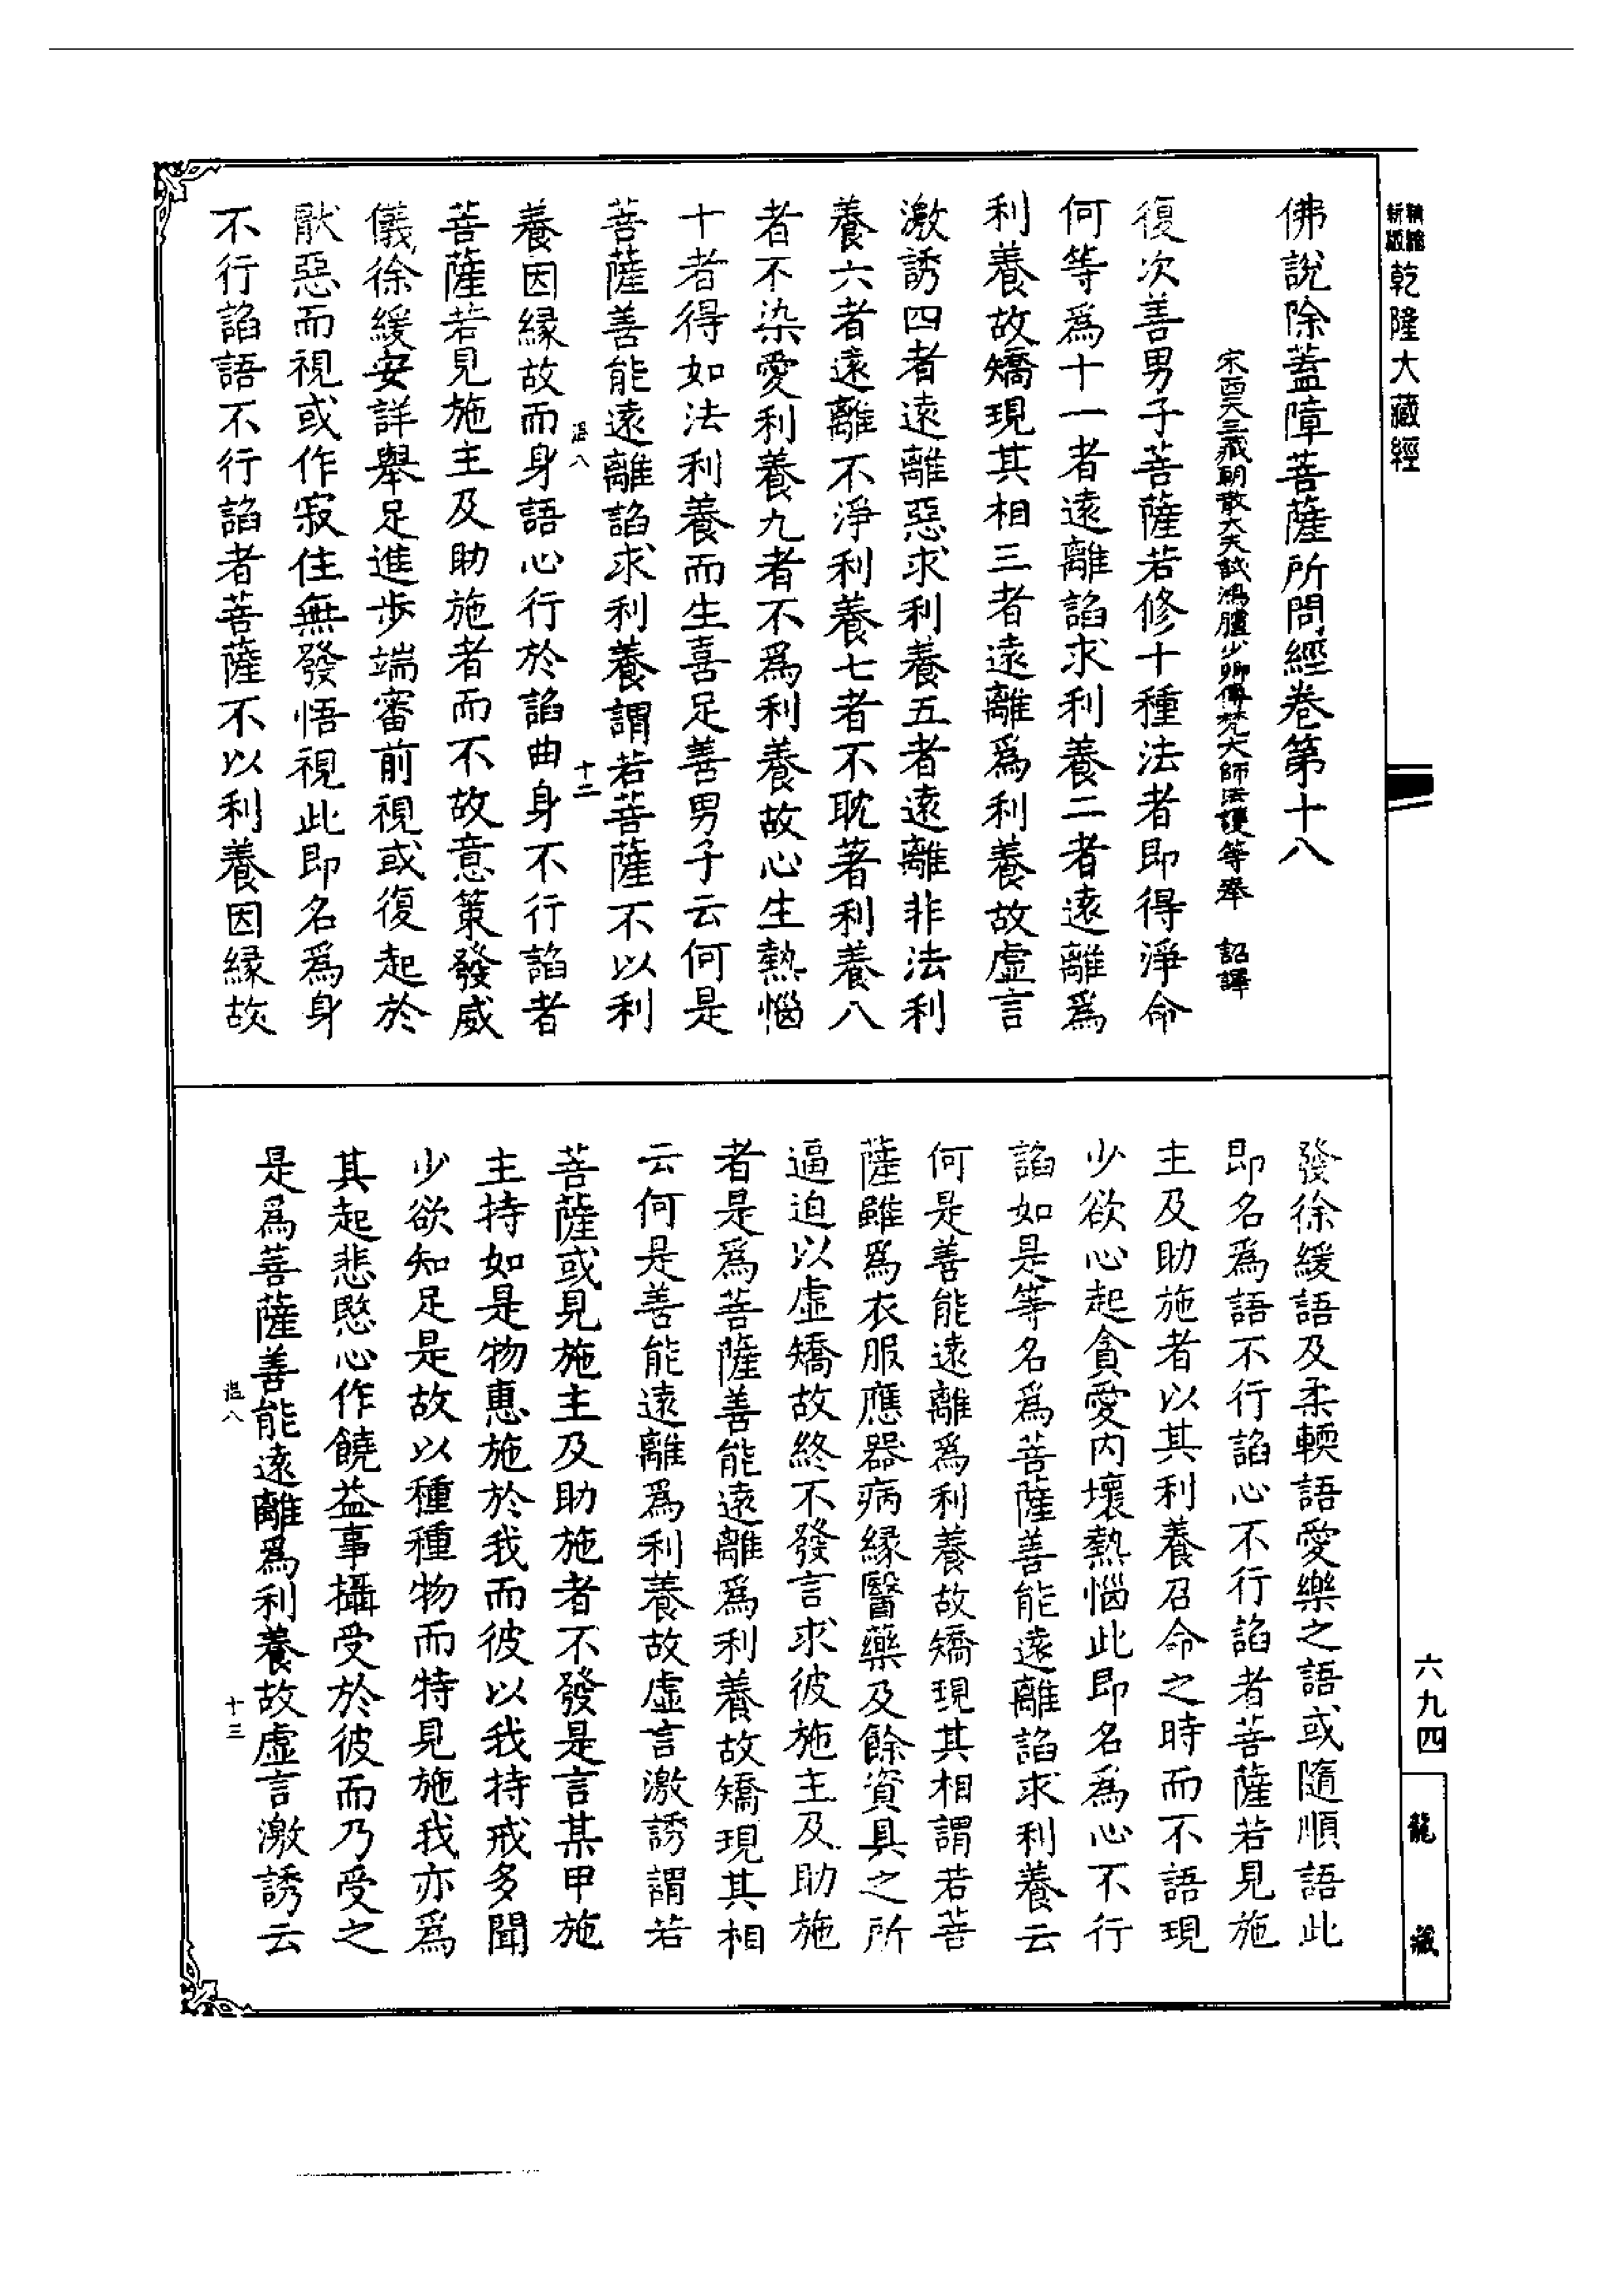 精縮新版乾隆大藏經
佛說除蓋障菩薩所問經卷第十八
宋西天三藏朝散大夫試鴻臚少卿傳梵大師法護等奉 詔譯
復次善男子菩薩若修十種法者即得淨命
何等爲十一者遠離諂求利養二者遠離爲
利養故矯現其相三者遠離爲利養故虛言
激誘四者遠離惡求利養五者遠離非法利
養六者遠離不淨利養七者不耽著利養八
者不染愛利養九者不爲利養故心生熱惱
十者得如法利養而生喜足善男子云何是
菩薩善能遠離諂求利養謂若菩薩不以利
溫八 十二
養因緣故而身語心行於諂曲身不行諂者
菩薩若見施主及助施者而不故意策發威
儀徐緩安詳舉足進步端審前視或復起於
猒惡而視或作寂住無發悟視此即名爲身
不行諂語不行諂者菩薩不以利養因緣故
發徐緩語及柔輭語愛樂之語或隨順語此
即名爲語不行諂心不行諂者菩薩若見施
主及助施者以其利養召命之時而不語現
少欲心起貪愛內壞熱惱此即名爲心不行
諂如是等名爲菩薩善能遠離諂求利養云
何是善能遠離爲利養故矯現其相謂若菩
薩雖爲衣服應器病緣醫藥及餘資具之所
逼迫以虛矯故終不發言求彼施主及助施
者是爲菩薩善能遠離爲利養故矯現其相
云何是善能遠離爲利養故虛言激誘謂若
菩薩或見施主及助施者不發是言某甲施
主持如是物惠施於我而彼以我持戒多聞
少欲知足是故以種種物而特見施我亦爲
其起悲愍心作饒益事攝受於彼而乃受之
是爲菩薩善能遠離爲利養故虛言激誘云
溫八 十三
六九四
龍藏